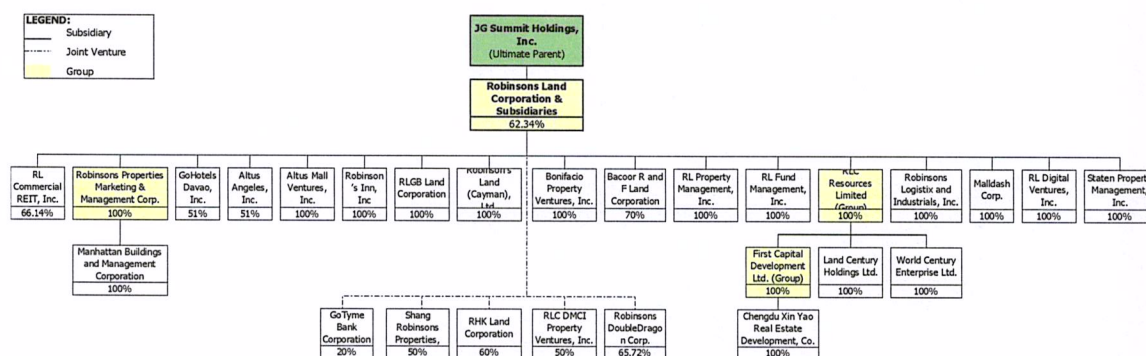 LEGEND:
Subsidiary
Joint Venture
Group
JG Summit Holdings,
Inc.
(Ultimate Parent)
Robinsons Land
Corporation &
Subsidiaries
62.34%
RL
Commercial
REIT, Inc.
66.14%
Robinsons Properties
Marketing &
Management Corp.
100%
GoHotels
Davao,
Inc.
51%
Altus
Angeles,
Inc.
51%
Altus Mall
Ventures,
Inc.
100%
Robinson
's Inn,
Inc
100%
RLGB Land
Corporation
100%
Robinson's
Land
(Cayman),
Ltd
100%
Bonifacio
Property
Ventures, Inc.
100%
Bacoor R and
F Land
Corporation
70%
RL Property
Management,
Inc.
100%
RL Fund
Management,
Inc.
100%
RLC
Resources
Limited
(Group)
100%
Robinsons
Logistix and
Industrials, Inc.
100%
Malldash
Corp.
100%
RL Digital
Ventures,
Inc.
100%
Staten Property
Management,
Inc.
100%
Manhattan Buildings
and Management
Corporation
100%
First Capital
Development
Ltd. (Group)
100%
Land Century
Holdings Ltd.
100%
World Century
Enterprise Ltd.
100%
GoTyme
Bank
Corporation
20%
Shang
Robinsons
Properties,
50%
RHK Land
Corporation
60%
RLC DMCI
Property
Ventures, Inc.
50%
Robinsons
DoubleDrago
n Corp.
65.72%
Chengdu Xin Yao
Real Estate
Development, Co.
100%